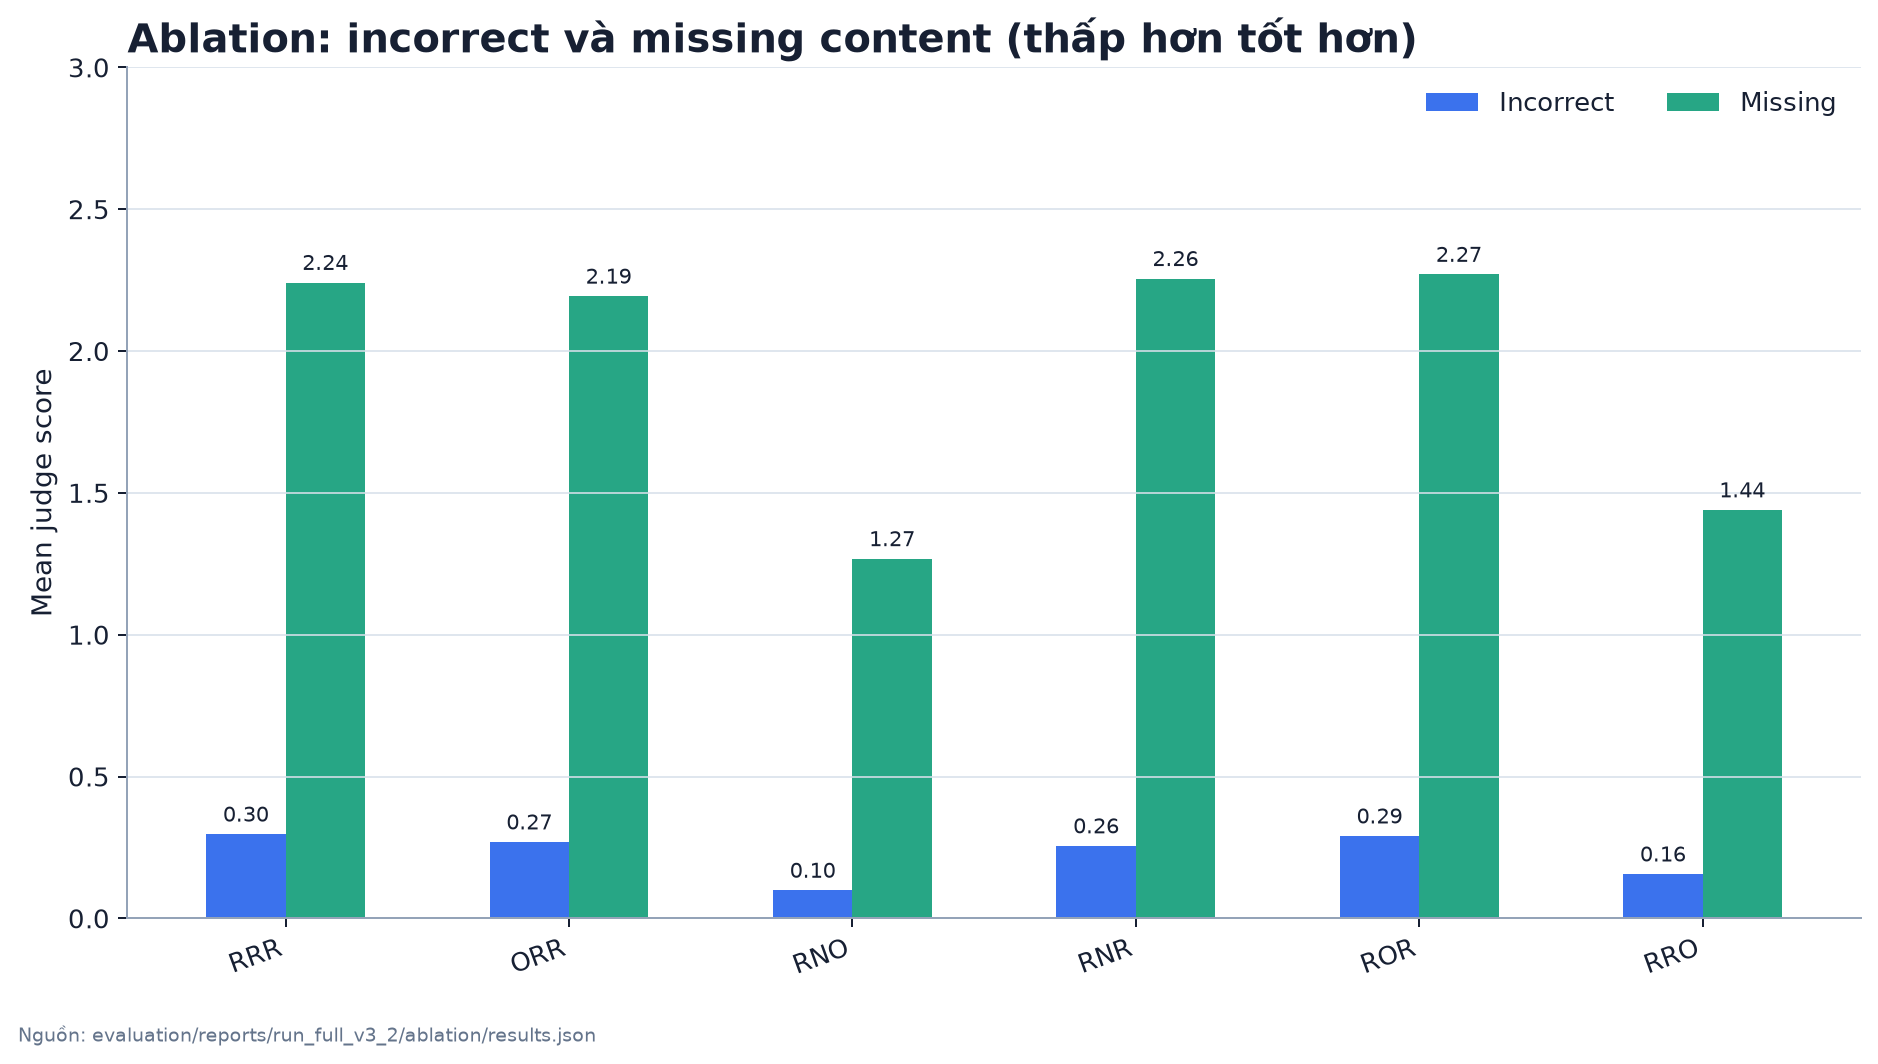 Ablation: incorrect và missing content (thấp hơn tốt hơn)
Incorrect Missing
Mean judge score
3.0
2.5
2.0
1.5
1.0
0.5
0.0
0.30 2.24
0.27 2.19
0.10 1.27
0.26 2.26
0.29 2.27
0.16 1.44
RRR ORR RNO RNR ROR RRO
Nguồn: evaluation/reports/run_full_v3_2/ablation/results.json